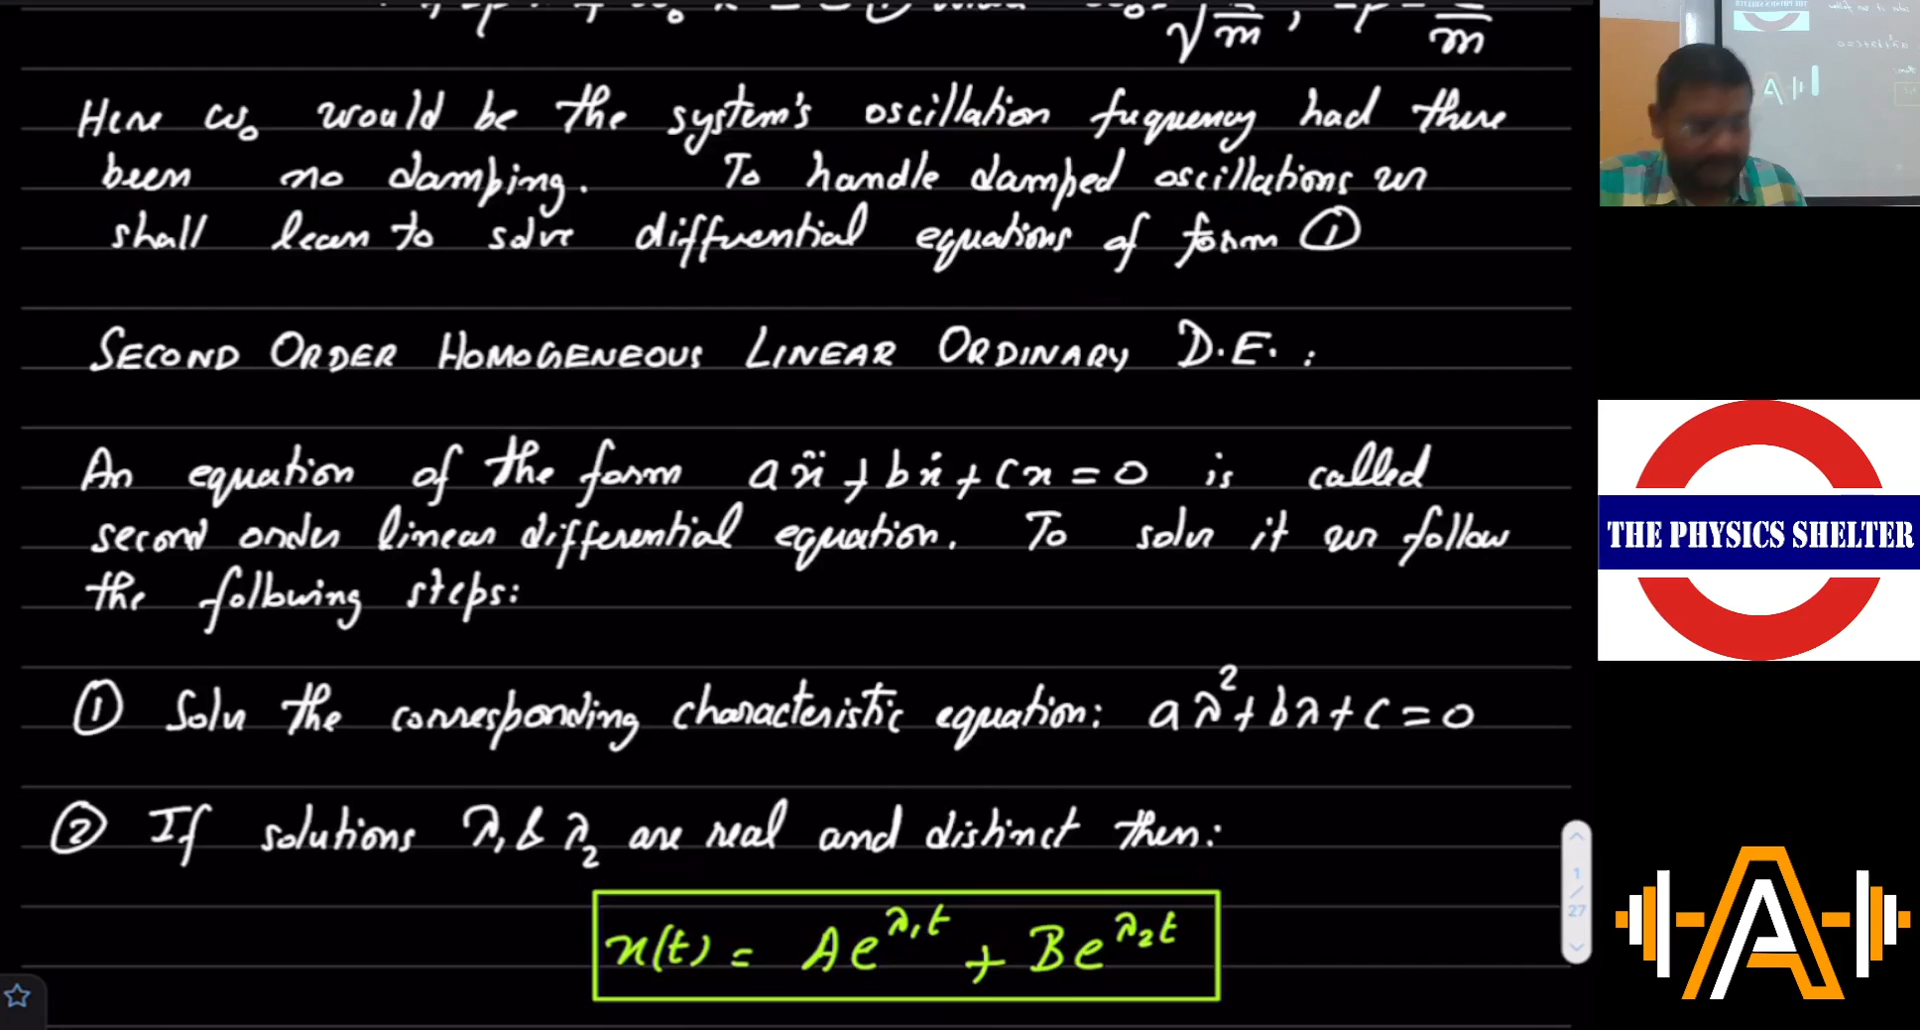 Here ω₀ would be the system's oscillation frequency had there
been no damping. To handle damped oscillations we
shall learn to solve differential equations of form ①
SECOND ORDER HOMOGENEOUS LINEAR ORDINARY D.E. :
An equation of the form aẍ + bẋ + cx = 0 is called
second order linear differential equation. To solve it we follow
the following steps:
① Solve the corresponding characteristic equation: aλ² + bλ + c = 0
② If solutions λ₁ & λ₂ are real and distinct then:
x(t) = Ae^{λ₁t} + Be^{λ₂t}
THE PHYSICS SHELTER
1
/
27
A